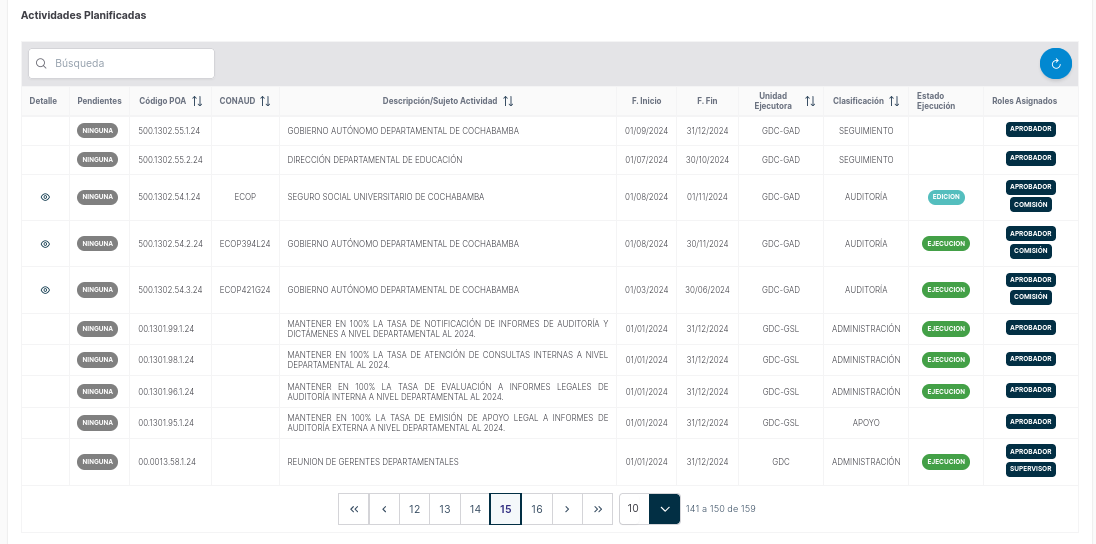 Actividades Planificadas
Búsqueda
Detalle Pendientes Código POA CONAUD Descripción/Sujeto Actividad F. Inicio F. Fin Unidad Ejecutora Clasificación Estado Ejecución Roles Asignados
NINGUNA 500.1302.55.1.24 GOBIERNO AUTÓNOMO DEPARTAMENTAL DE COCHABAMBA 01/09/2024 31/12/2024 GDC-GAD SEGUIMIENTO APROBADOR
NINGUNA 500.1302.55.2.24 DIRECCIÓN DEPARTAMENTAL DE EDUCACIÓN 01/07/2024 30/10/2024 GDC-GAD SEGUIMIENTO APROBADOR
NINGUNA 500.1302.54.1.24 ECOP SEGURO SOCIAL UNIVERSITARIO DE COCHABAMBA 01/08/2024 01/11/2024 GDC-GAD AUDITORÍA EDICION APROBADOR
COMISIÓN
NINGUNA 500.1302.54.2.24 ECOP394L24 GOBIERNO AUTÓNOMO DEPARTAMENTAL DE COCHABAMBA 01/08/2024 30/11/2024 GDC-GAD AUDITORÍA EJECUCION APROBADOR
COMISIÓN
NINGUNA 500.1302.54.3.24 ECOP421G24 GOBIERNO AUTÓNOMO DEPARTAMENTAL DE COCHABAMBA 01/03/2024 30/06/2024 GDC-GAD AUDITORÍA EJECUCION APROBADOR
COMISIÓN
NINGUNA 00.1301.99.1.24 MANTENER EN 100% LA TASA DE NOTIFICACIÓN DE INFORMES DE AUDITORÍA Y
DICTÁMENES A NIVEL DEPARTAMENTAL AL 2024. 01/01/2024 31/12/2024 GDC-GSL ADMINISTRACIÓN EJECUCION APROBADOR
NINGUNA 00.1301.98.1.24 MANTENER EN 100% LA TASA DE ATENCIÓN DE CONSULTAS INTERNAS A NIVEL
DEPARTAMENTAL AL 2024. 01/01/2024 31/12/2024 GDC-GSL ADMINISTRACIÓN EJECUCION APROBADOR
NINGUNA 00.1301.96.1.24 MANTENER EN 100% LA TASA DE EVALUACIÓN A INFORMES LEGALES DE
AUDITORÍA INTERNA A NIVEL DEPARTAMENTAL AL 2024. 01/01/2024 31/12/2024 GDC-GSL ADMINISTRACIÓN EJECUCION APROBADOR
NINGUNA 00.1301.95.1.24 MANTENER EN 100% LA TASA DE EMISIÓN DE APOYO LEGAL A INFORMES DE
AUDITORÍA EXTERNA A NIVEL DEPARTAMENTAL AL 2024. 01/01/2024 31/12/2024 GDC-GSL APOYO APROBADOR
NINGUNA 00.0013.58.1.24 REUNION DE GERENTES DEPARTAMENTALES 01/01/2024 31/12/2024 GDC ADMINISTRACIÓN EJECUCION APROBADOR
SUPERVISOR
« ‹ 12 13 14 15 16 › » 10 141 a 150 de 159